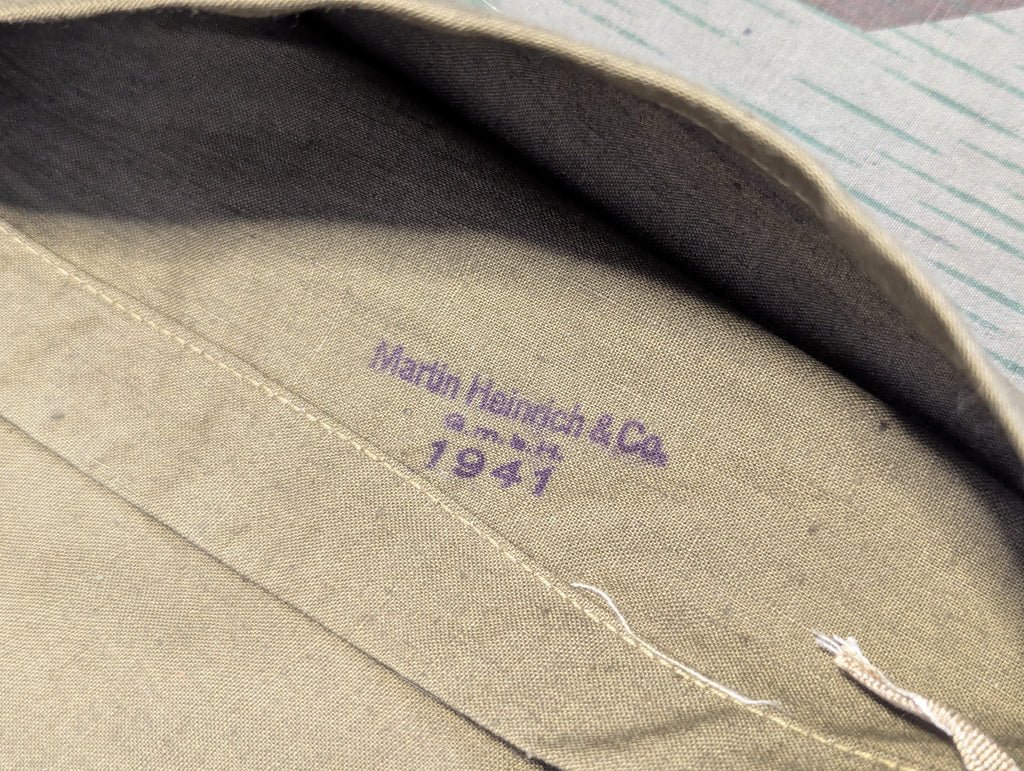 Martin Heinrich & Co.
G.m.b.H.
1941